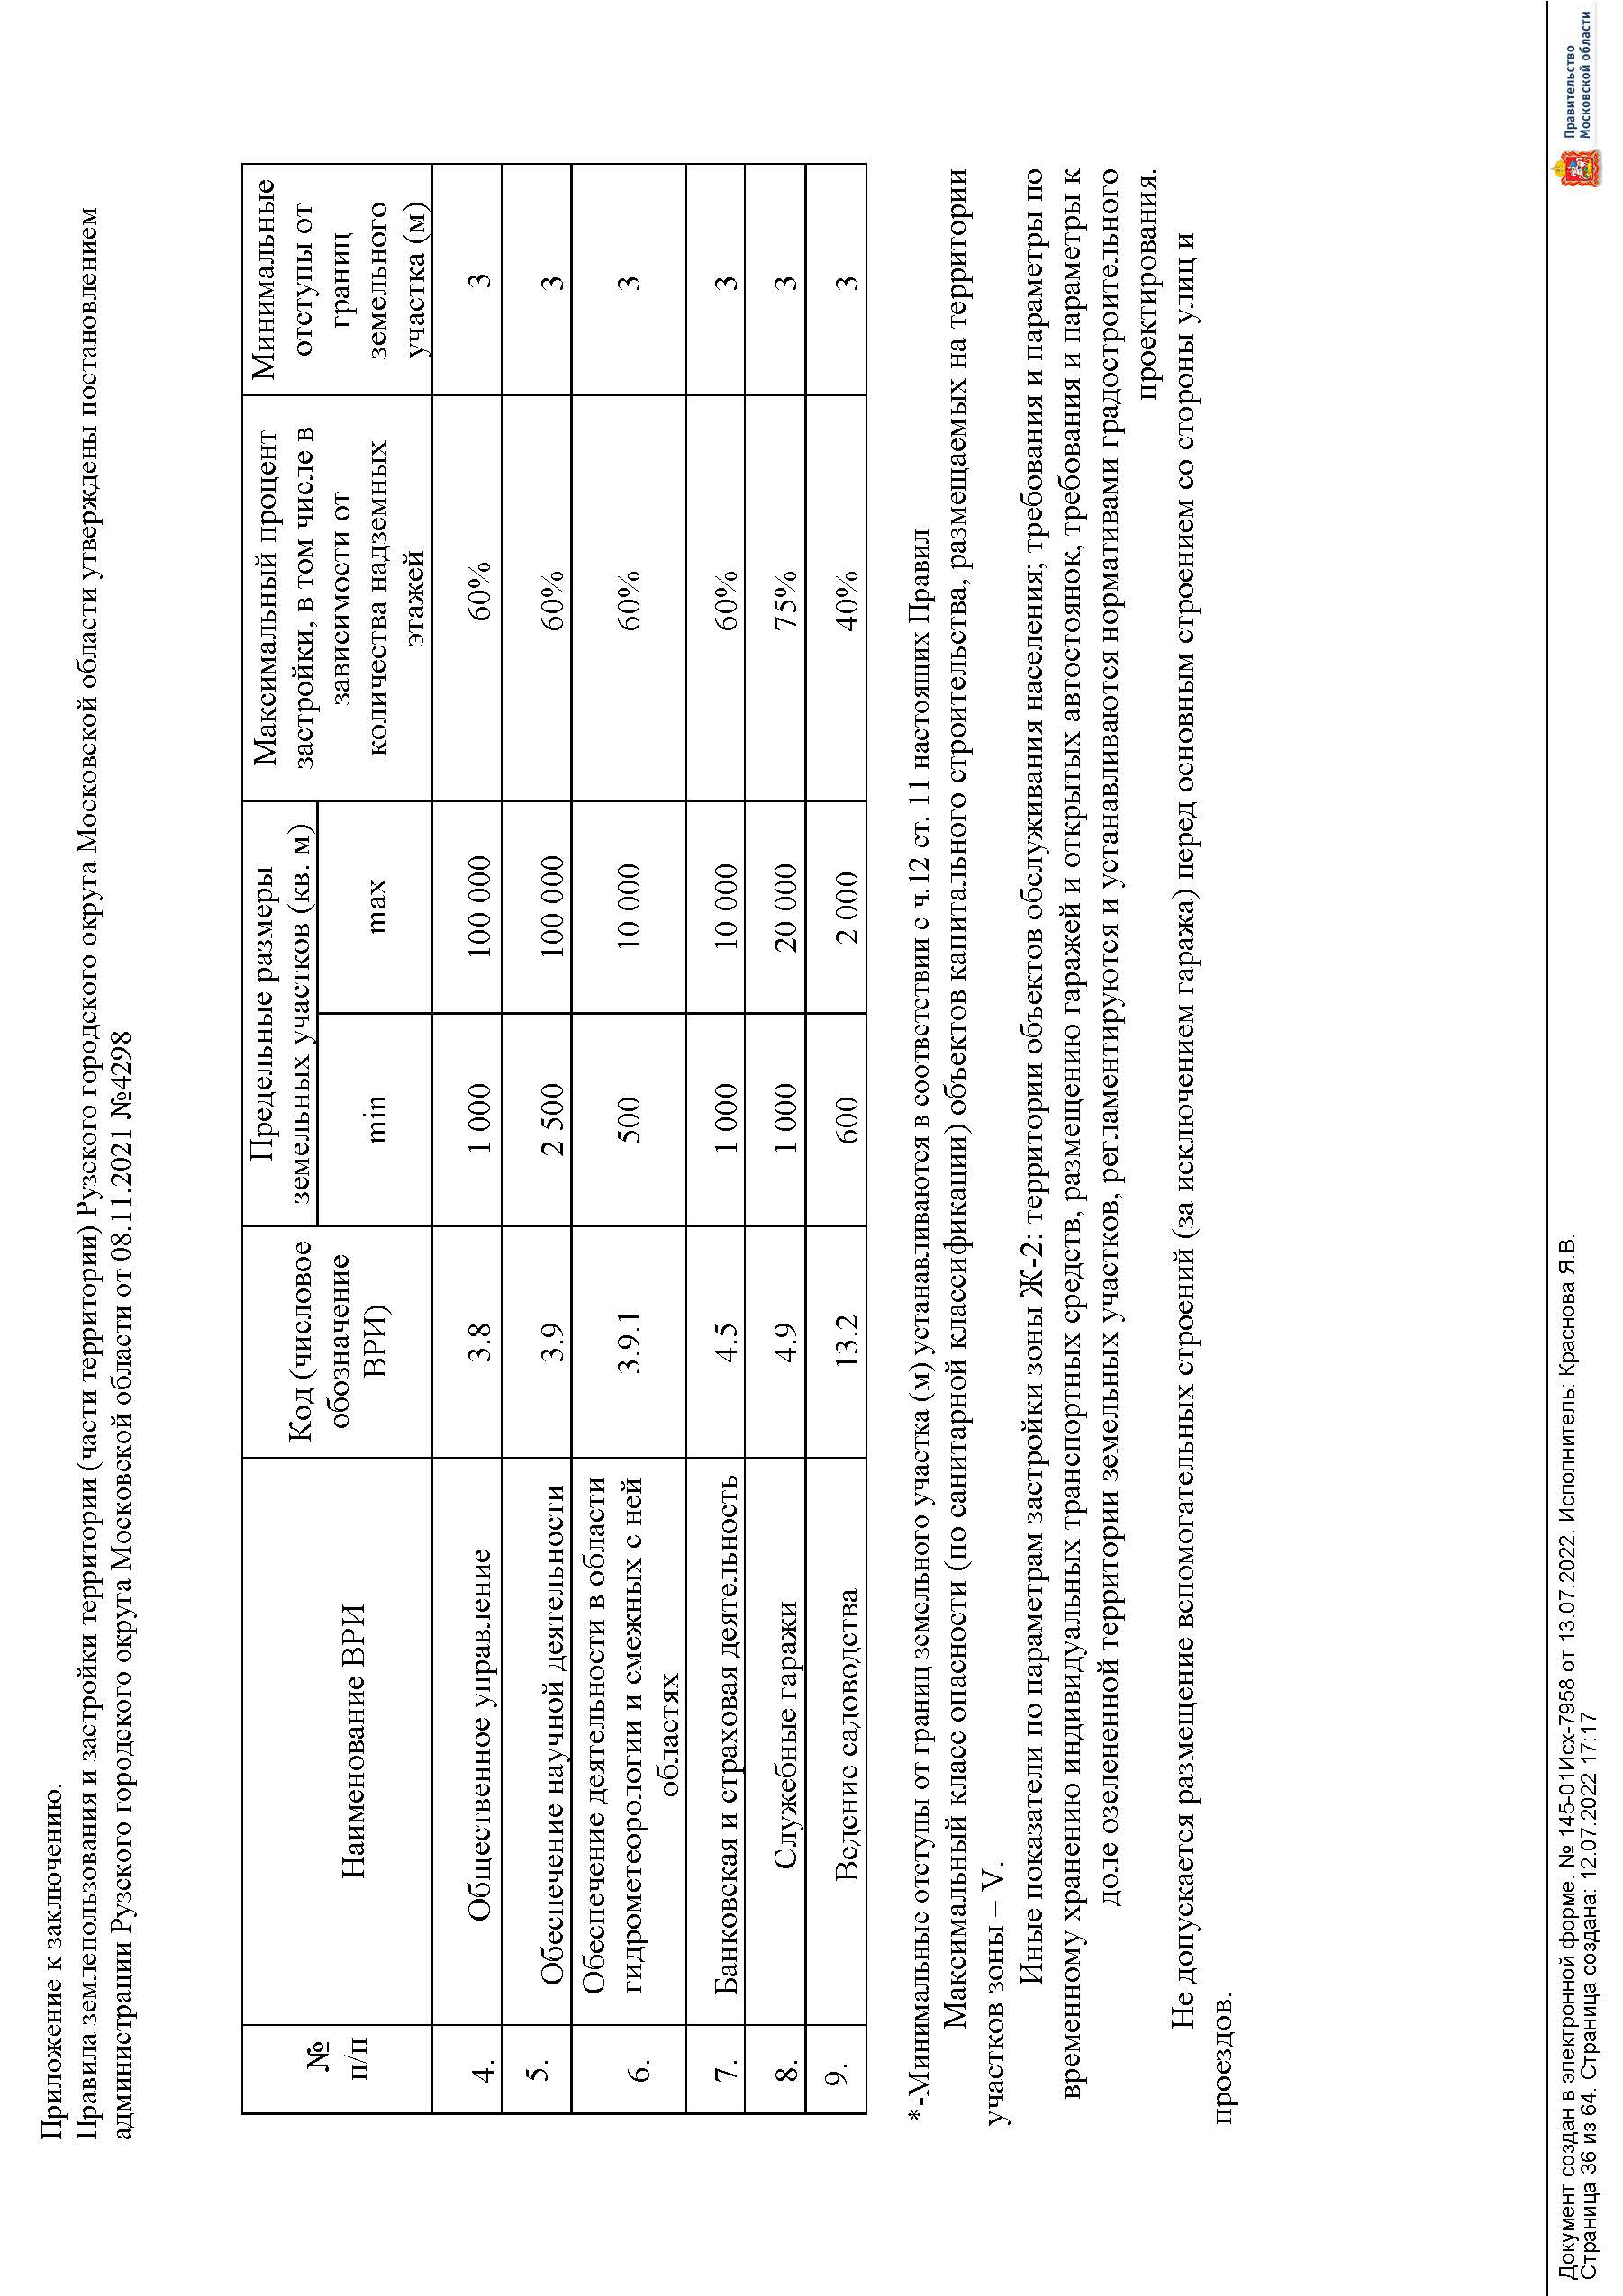 Приложение к заключению.
Правила землепользования и застройки территории (части территории) Рузского городского округа Московской области утверждены постановлением
администрации Рузского городского округа Московской области от 08.11.2021 №4298
№
п/п
Наименование ВРИ
Код (числовое
обозначение
ВРИ)
Предельные размеры
земельных участков (кв. м)
min
max
Максимальный процент
застройки, в том числе в
зависимости от
количества надземных
этажей
Минимальные
отступы от
границ
земельного
участка (м)
4. Общественное управление 3.8 1 000 100 000 60% 3
5. Обеспечение научной деятельности 3.9 2 500 100 000 60% 3
6. Обеспечение деятельности в области
гидрометеорологии и смежных с ней
областях
3.9.1 500 10 000 60% 3
7. Банковская и страховая деятельность 4.5 1 000 10 000 60% 3
8. Служебные гаражи 4.9 1 000 20 000 75% 3
9. Ведение садоводства 13.2 600 2 000 40% 3
*-Минимальные отступы от границ земельного участка (м) устанавливаются в соответствии с ч.12 ст. 11 настоящих Правил
Максимальный класс опасности (по санитарной классификации) объектов капитального строительства, размещаемых на территории
участков зоны – V.
Иные показатели по параметрам застройки зоны Ж-2: территории объектов обслуживания населения; требования и параметры по
временному хранению индивидуальных транспортных средств, размещению гаражей и открытых автостоянок, требования и параметры к
доле озелененной территории земельных участков, регламентируются и устанавливаются нормативами градостроительного
проектирования.
Не допускается размещение вспомогательных строений (за исключением гаража) перед основным строением со стороны улиц и
проездов.
Документ создан в электронной форме. № 145-01Исх-7958 от 13.07.2022. Исполнитель: Краснова Я.В.
Страница 36 из 64. Страница создана: 12.07.2022 17:17
Правительство
Московской области